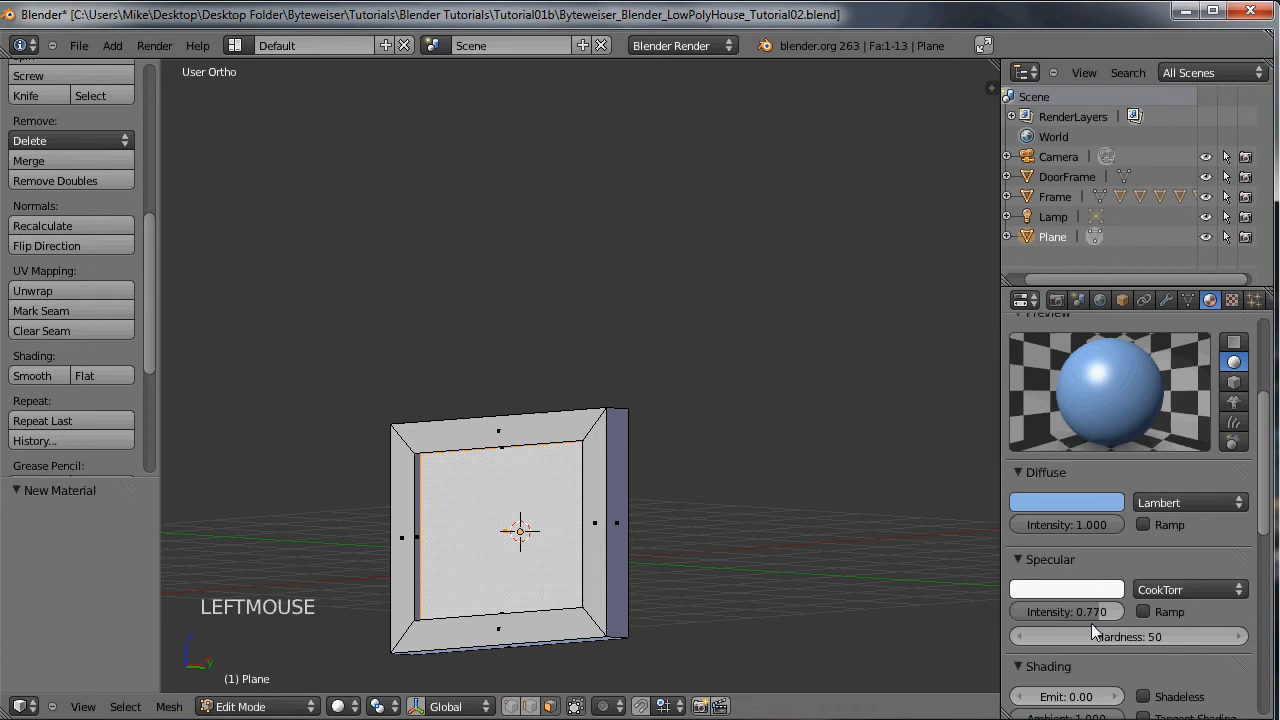 Blender* [C:\Users\Mike\Desktop\Desktop Folder\Byteweiser\Tutorials\Blender Tutorials\Tutorial01b\Byteweiser_Blender_LowPolyHouse_Tutorial02.blend]
File Add Render Help Default Scene Blender Render blender.org 263 | Fa:1-13 | Plane
View Search All Scenes
User Ortho
Screw
Knife Select
Remove:
Delete
Merge
Remove Doubles
Normals:
Recalculate
Flip Direction
UV Mapping:
Unwrap
Mark Seam
Clear Seam
Shading:
Smooth Flat
Repeat:
Repeat Last
History...
Grease Pencil:
New Material
LEFTMOUSE
(1) Plane
View Select Mesh Edit Mode Global
Scene
RenderLayers
World
Camera
DoorFrame
Frame
Lamp
Plane
Preview
Diffuse
Lambert
Intensity: 1.000 Ramp
Specular
CookTorr
Intensity: 0.770 Ramp
Hardness: 50
Shading
Emit: 0.00 Shadeless
Ambient: 1.000 Tangent Shading